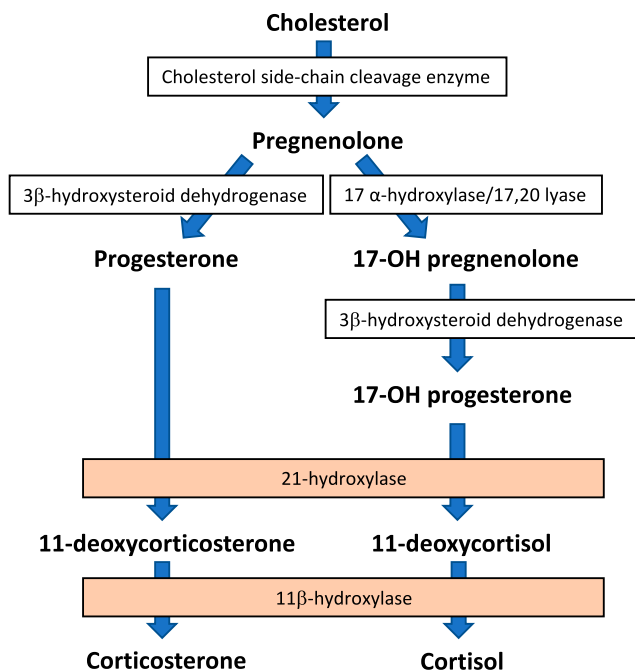 Cholesterol
Cholesterol side-chain cleavage enzyme
Pregnenolone
3β-hydroxysteroid dehydrogenase
17 α-hydroxylase/17,20 lyase
Progesterone
17-OH pregnenolone
3β-hydroxysteroid dehydrogenase
17-OH progesterone
21-hydroxylase
11-deoxycorticosterone
11-deoxycortisol
11β-hydroxylase
Corticosterone
Cortisol